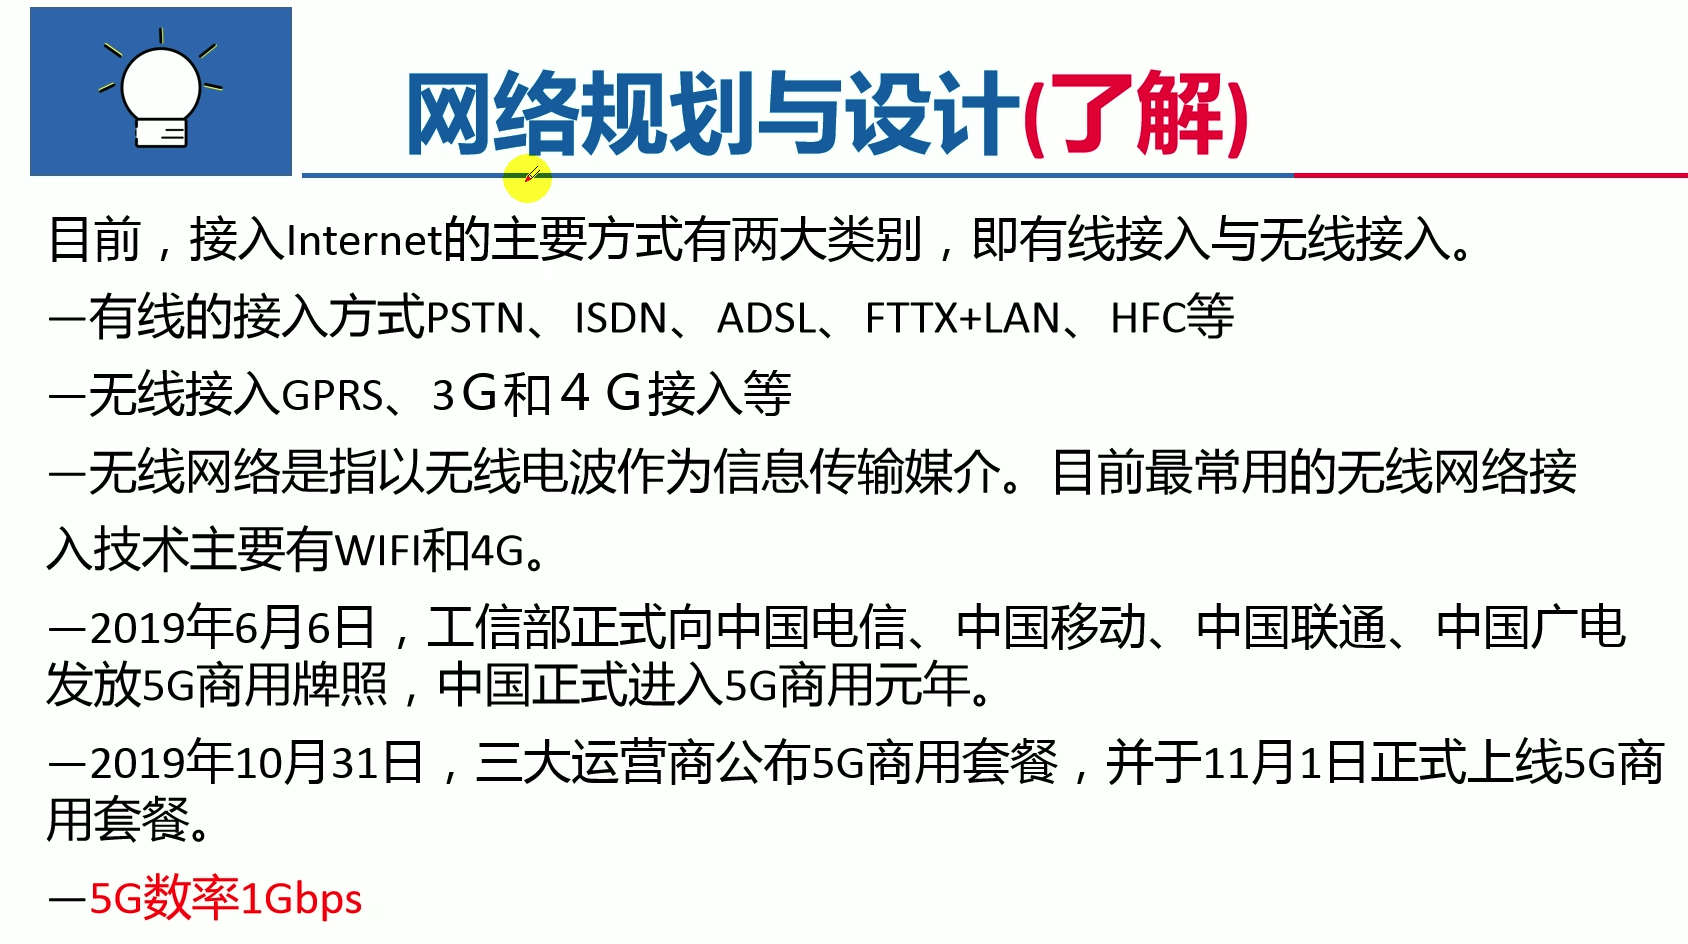 网络规划与设计(了解)
目前，接入Internet的主要方式有两大类别，即有线接入与无线接入。
—有线的接入方式PSTN、ISDN、ADSL、FTTX+LAN、HFC等
—无线接入GPRS、3Ｇ和４Ｇ接入等
—无线网络是指以无线电波作为信息传输媒介。目前最常用的无线网络接
入技术主要有WIFI和4G。
—2019年6月6日，工信部正式向中国电信、中国移动、中国联通、中国广电
发放5G商用牌照，中国正式进入5G商用元年。
—2019年10月31日，三大运营商公布5G商用套餐，并于11月1日正式上线5G商
用套餐。
—5G数率1Gbps